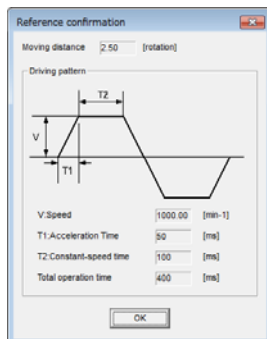 Reference confirmation
Moving distance 2.50 [rotation]
Driving pattern
T2
V
T1
V:Speed 1000.00 [min-1]
T1:Acceleration Time 50 [ms]
T2:Constant-speed time 100 [ms]
Total operation time 400 [ms]
OK